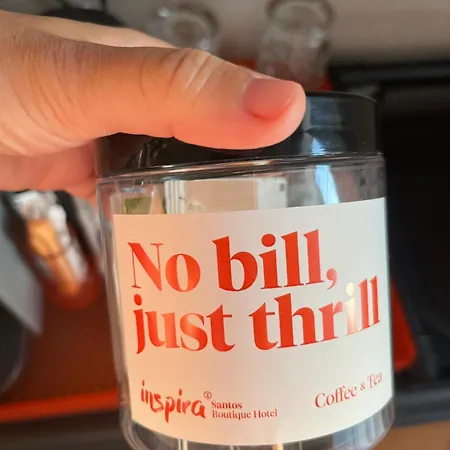 No bill,
just thrill
inspira
Santos
Boutique Hotel
Coffee & Tea